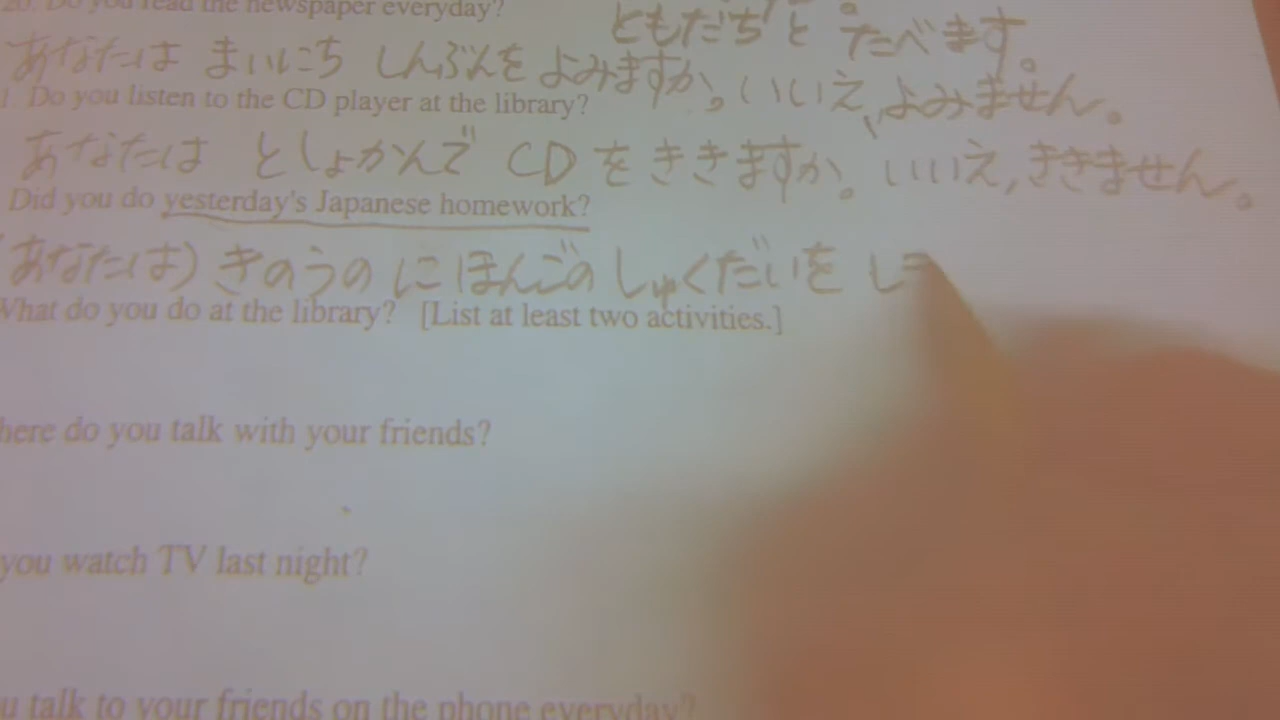 20. Do you read the newspaper everyday?
ともだちと たべます。
あなたは まいにち しんぶんを よみますか。いいえ、よみません。
1. Do you listen to the CD player at the library?
あなたは としょかんで CDを ききますか。いいえ,ききません。
Did you do yesterday's Japanese homework?
(あなたは) きのうの にほんごの しゅくだいを し
What do you do at the library? [List at least two activities.]
here do you talk with your friends?
you watch TV last night?
u talk to your friends on the phone everyday?